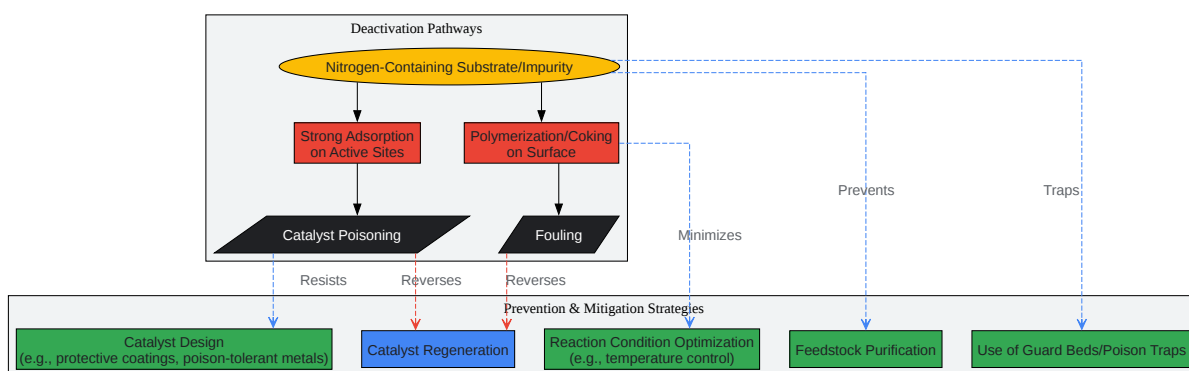 Deactivation Pathways
Nitrogen-Containing Substrate/Impurity
Strong Adsorption
on Active Sites
Polymerization/Coking
on Surface
Prevents
Traps
Catalyst Poisoning
Fouling
Minimizes
Resists
Reverses
Reverses
Prevention & Mitigation Strategies
Catalyst Design
(e.g., protective coatings, poison-tolerant metals)
Catalyst Regeneration
Reaction Condition Optimization
(e.g., temperature control)
Feedstock Purification
Use of Guard Beds/Poison Traps